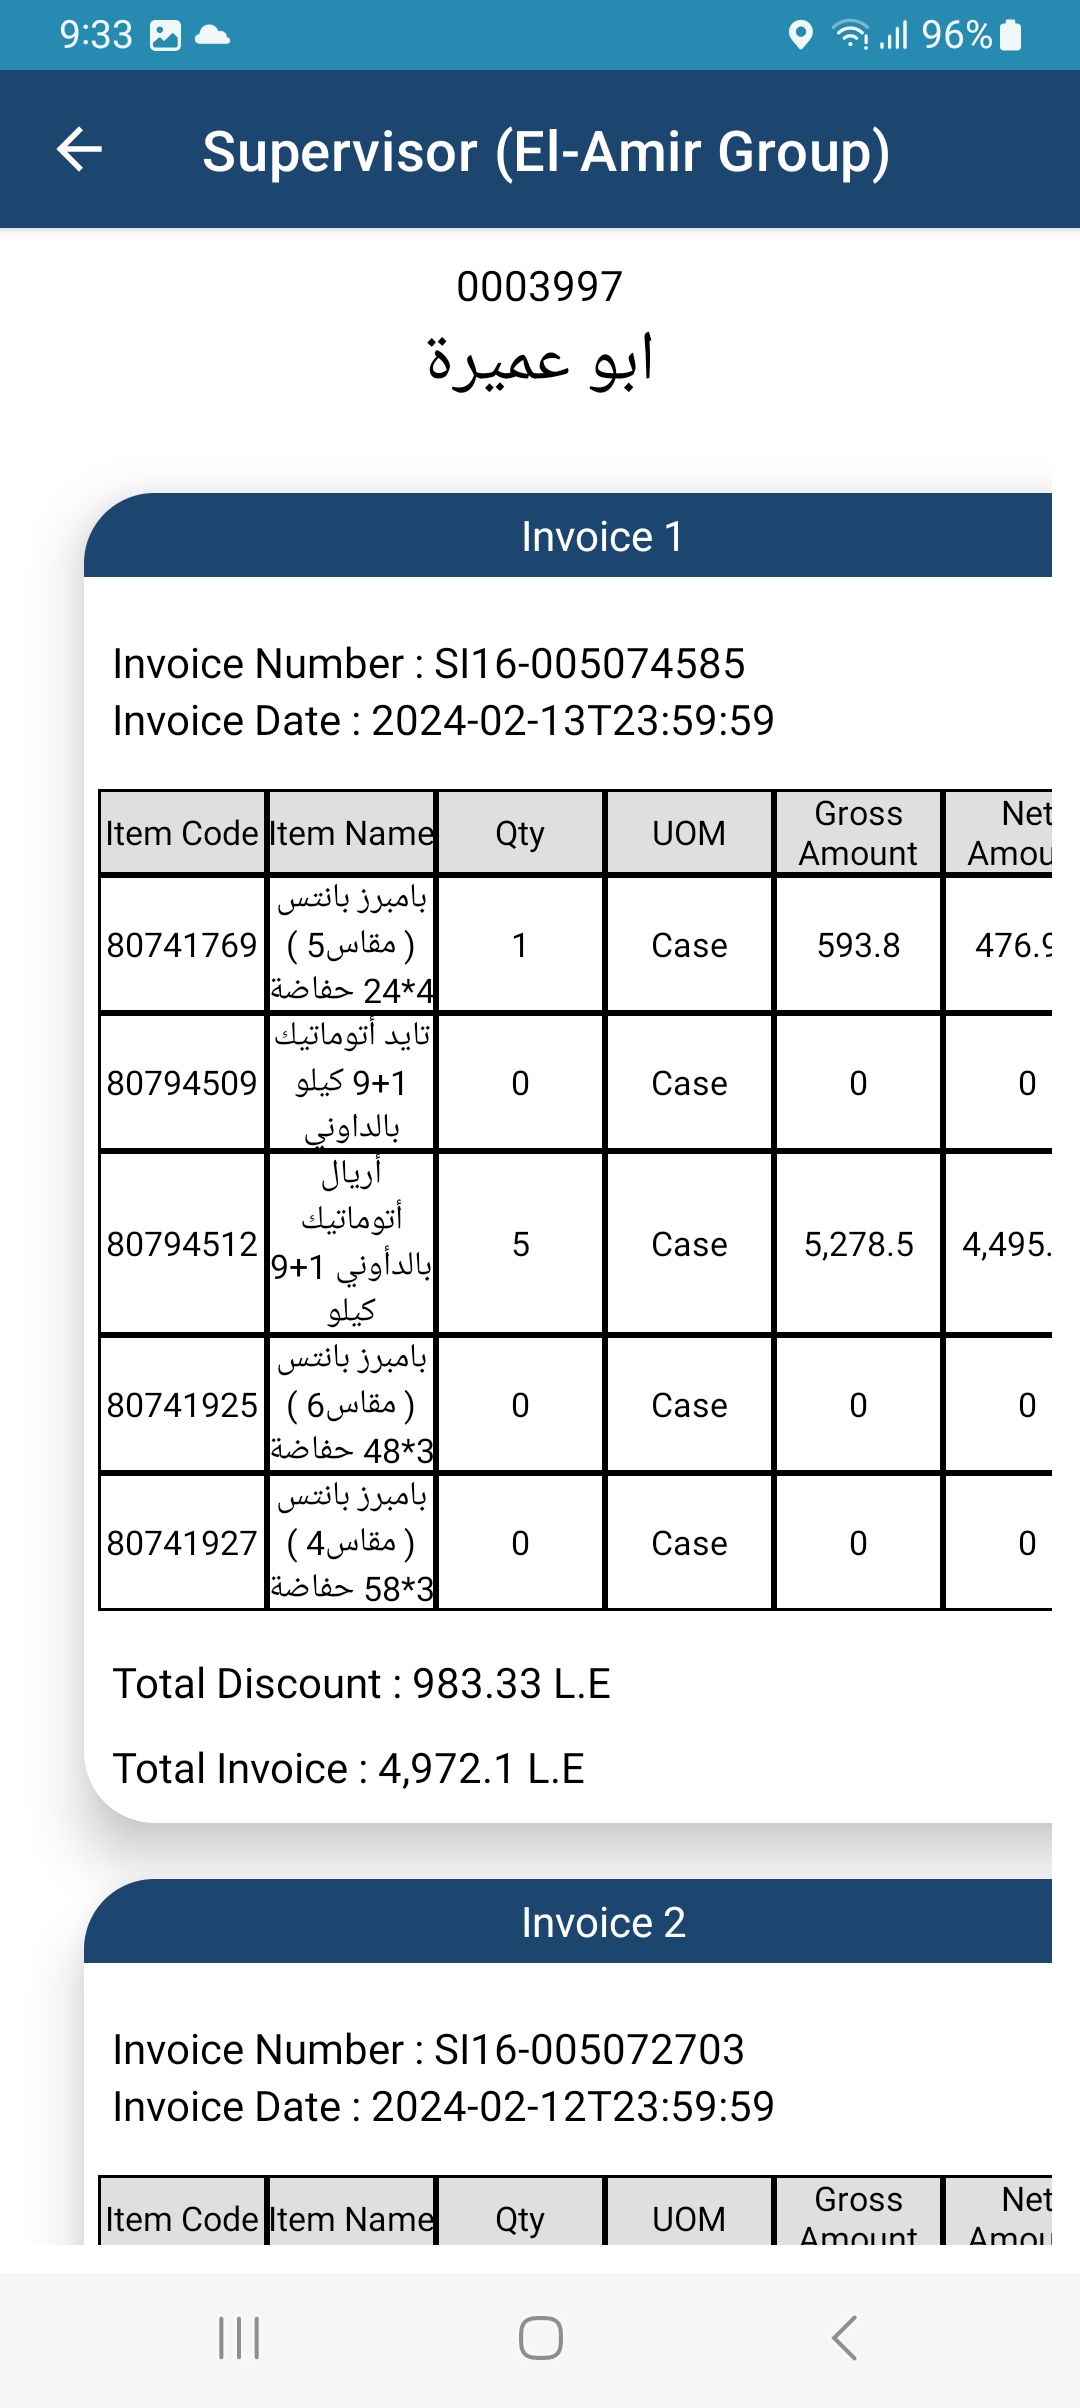 9:33 96%
Supervisor (El-Amir Group)
0003997
ابو عميرة
Invoice 1
Invoice Number : SI16-005074585
Invoice Date : 2024-02-13T23:59:59
Item Code Item Name Qty UOM Gross Net
Amount Amou
80741769 بامبرز بانتس 1 Case 593.8 476.9
( مقاس5 )
24*4 حفاضة
80794509 تايد أتوماتيك 0 Case 0 0
9+1 كيلو
بالداوني
80794512 أريال 5 Case 5,278.5 4,495.
أتوماتيك
بالدأوني 9+1
كيلو
80741925 بامبرز بانتس 0 Case 0 0
( مقاس6 )
48*3 حفاضة
80741927 بامبرز بانتس 0 Case 0 0
( مقاس4 )
58*3 حفاضة
Total Discount : 983.33 L.E
Total Invoice : 4,972.1 L.E
Invoice 2
Invoice Number : SI16-005072703
Invoice Date : 2024-02-12T23:59:59
Item Code Item Name Qty UOM Gross Net
Amount Amou